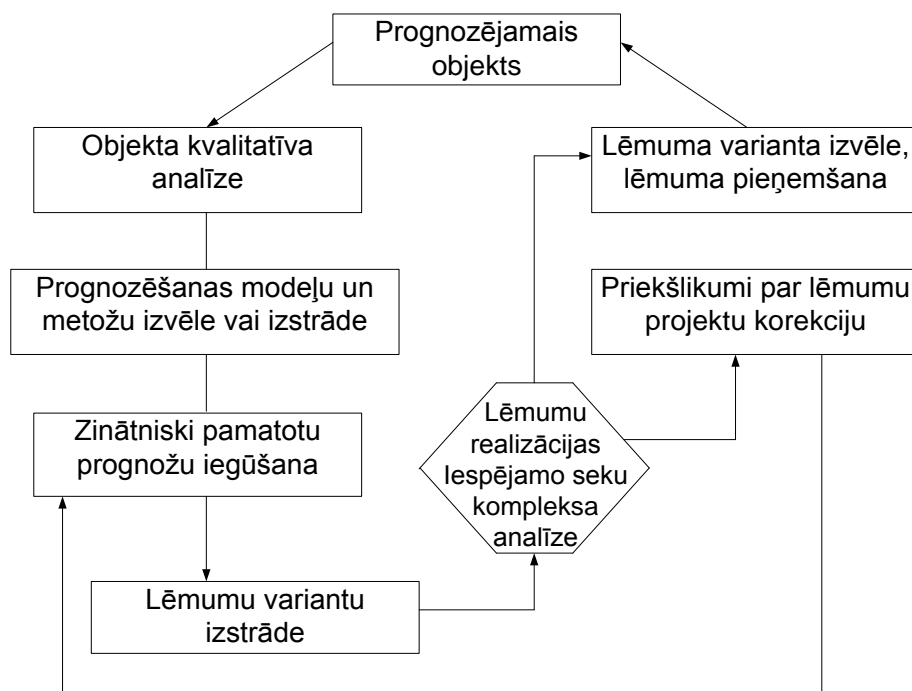 Prognozējamais
objekts
Objekta kvalitatīva
analīze
Lēmuma varianta izvēle,
lēmuma pieņemšana
Prognozēšanas modeļu un
metožu izvēle vai izstrāde
Priekšlikumi par lēmumu
projektu korekciju
Zinātniski pamatotu
prognožu iegūšana
Lēmumu
realizācijas
Iespējamo seku
kompleksa
analīze
Lēmumu variantu
izstrāde